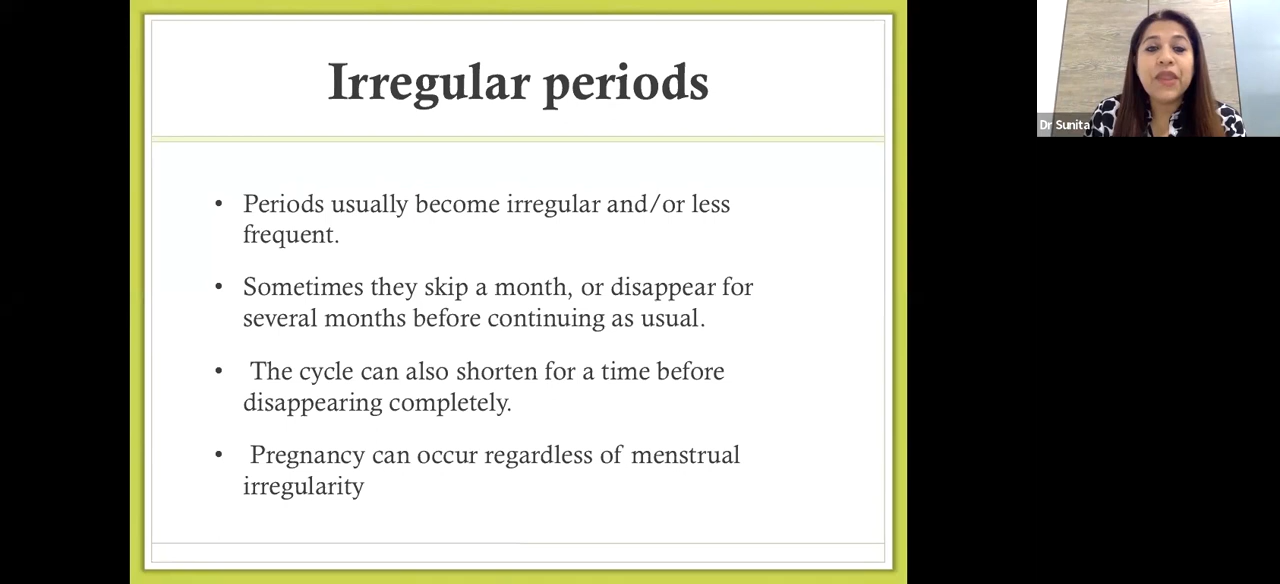 Irregular periods
• Periods usually become irregular and/or less
frequent.
• Sometimes they skip a month, or disappear for
several months before continuing as usual.
• The cycle can also shorten for a time before
disappearing completely.
• Pregnancy can occur regardless of menstrual
irregularity
Dr Sunita